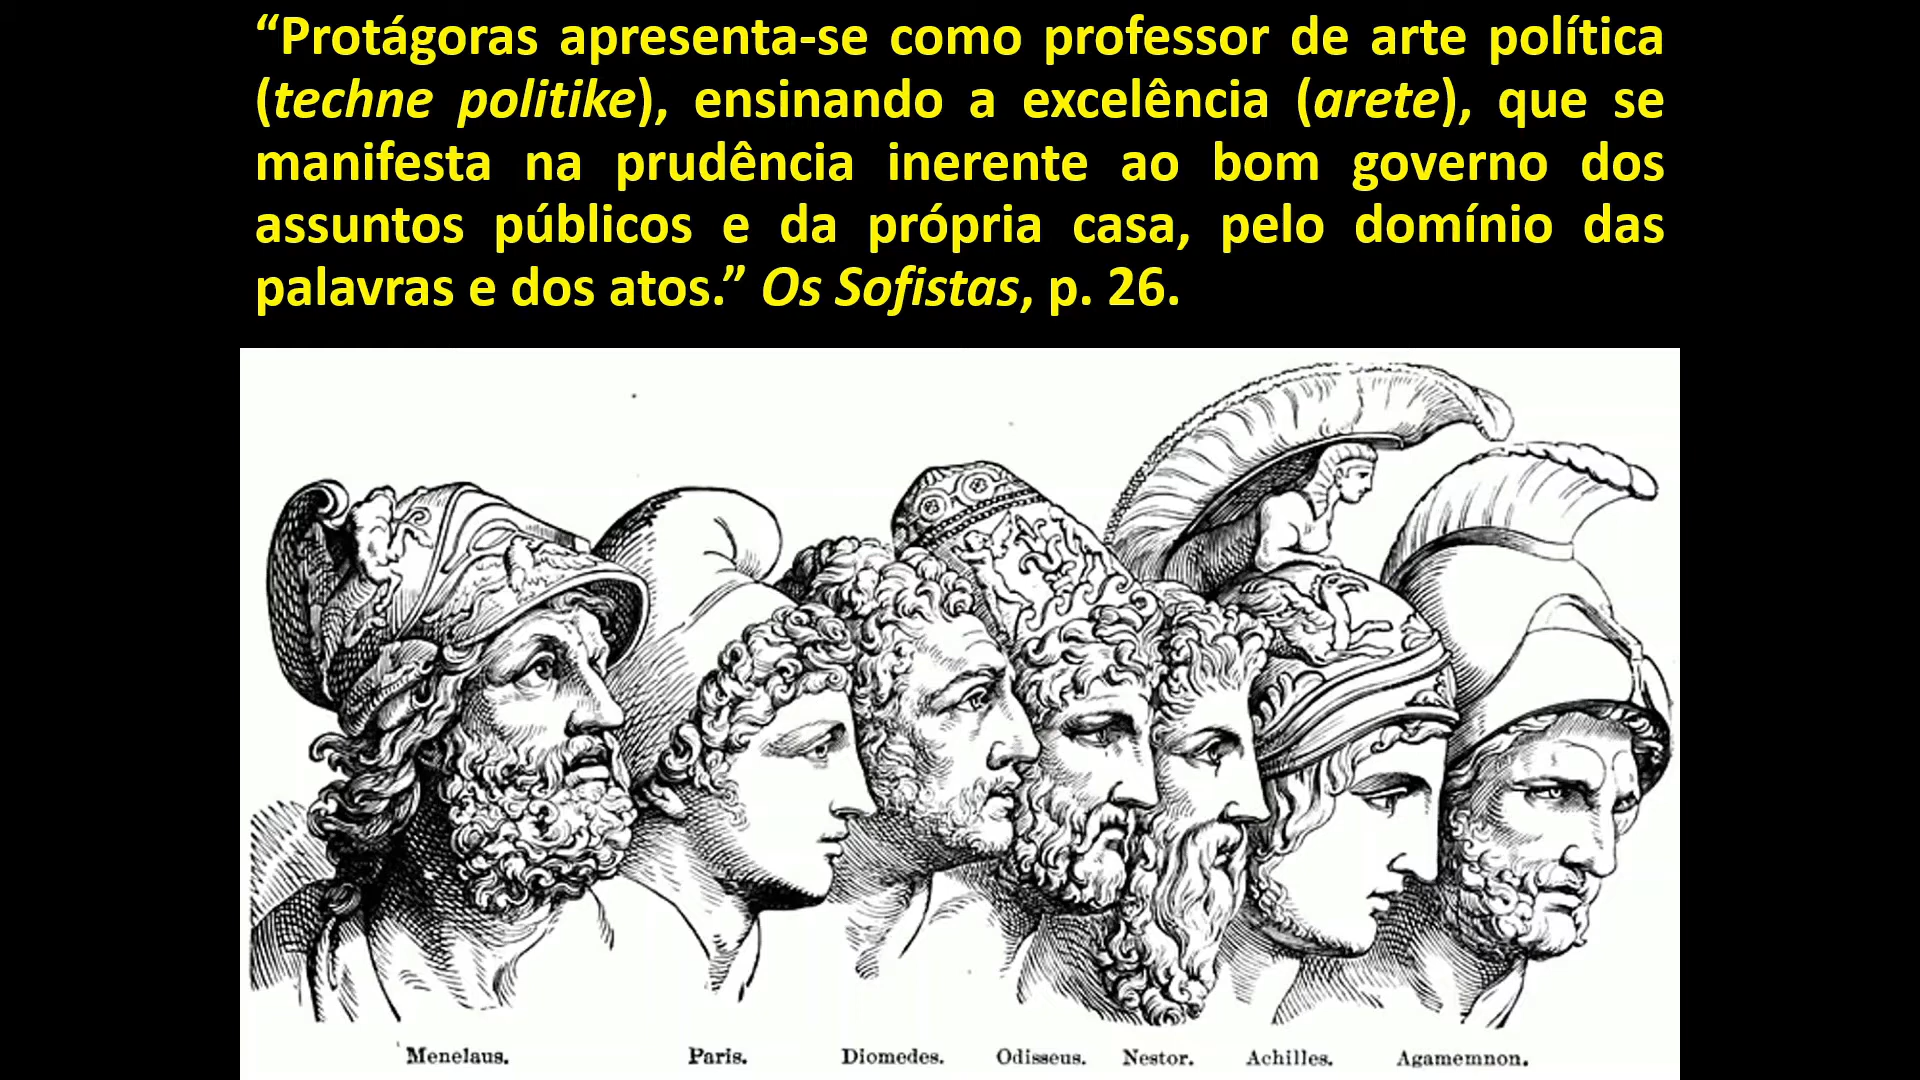 “Protágoras apresenta-se como professor de arte política
(techne politike), ensinando a excelência (arete), que se
manifesta na prudência inerente ao bom governo dos
assuntos públicos e da própria casa, pelo domínio das
palavras e dos atos.” Os Sofistas, p. 26.
Menelaus. Paris. Diomedes. Odisseus. Nestor. Achilles. Agamemnon.